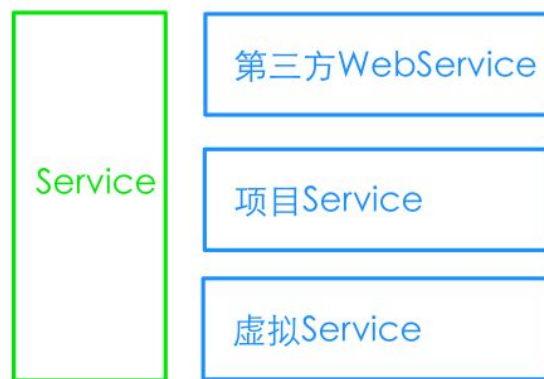 第三方WebService
Service
项目Service
虚拟Service